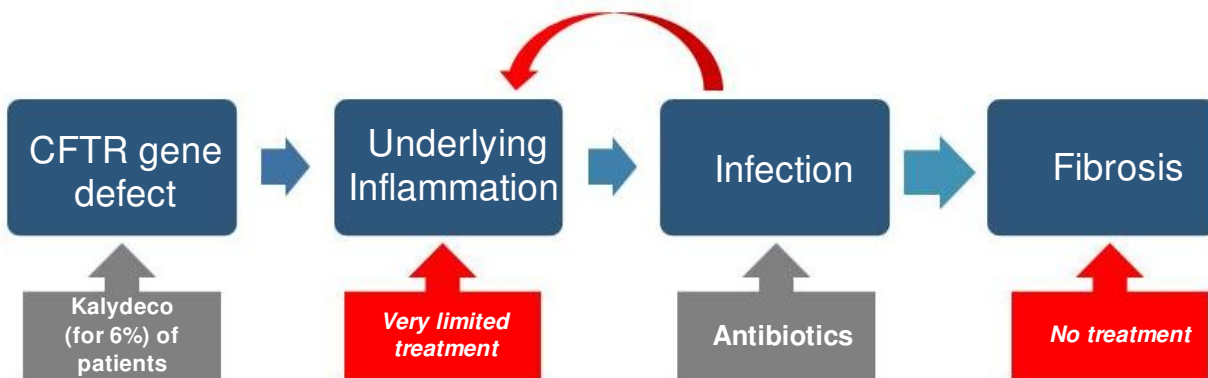 CFTR gene
defect
Underlying
Inflammation
Infection
Fibrosis
Kalydeco
(for 6%) of
patients
Very limited
treatment
Antibiotics
No treatment